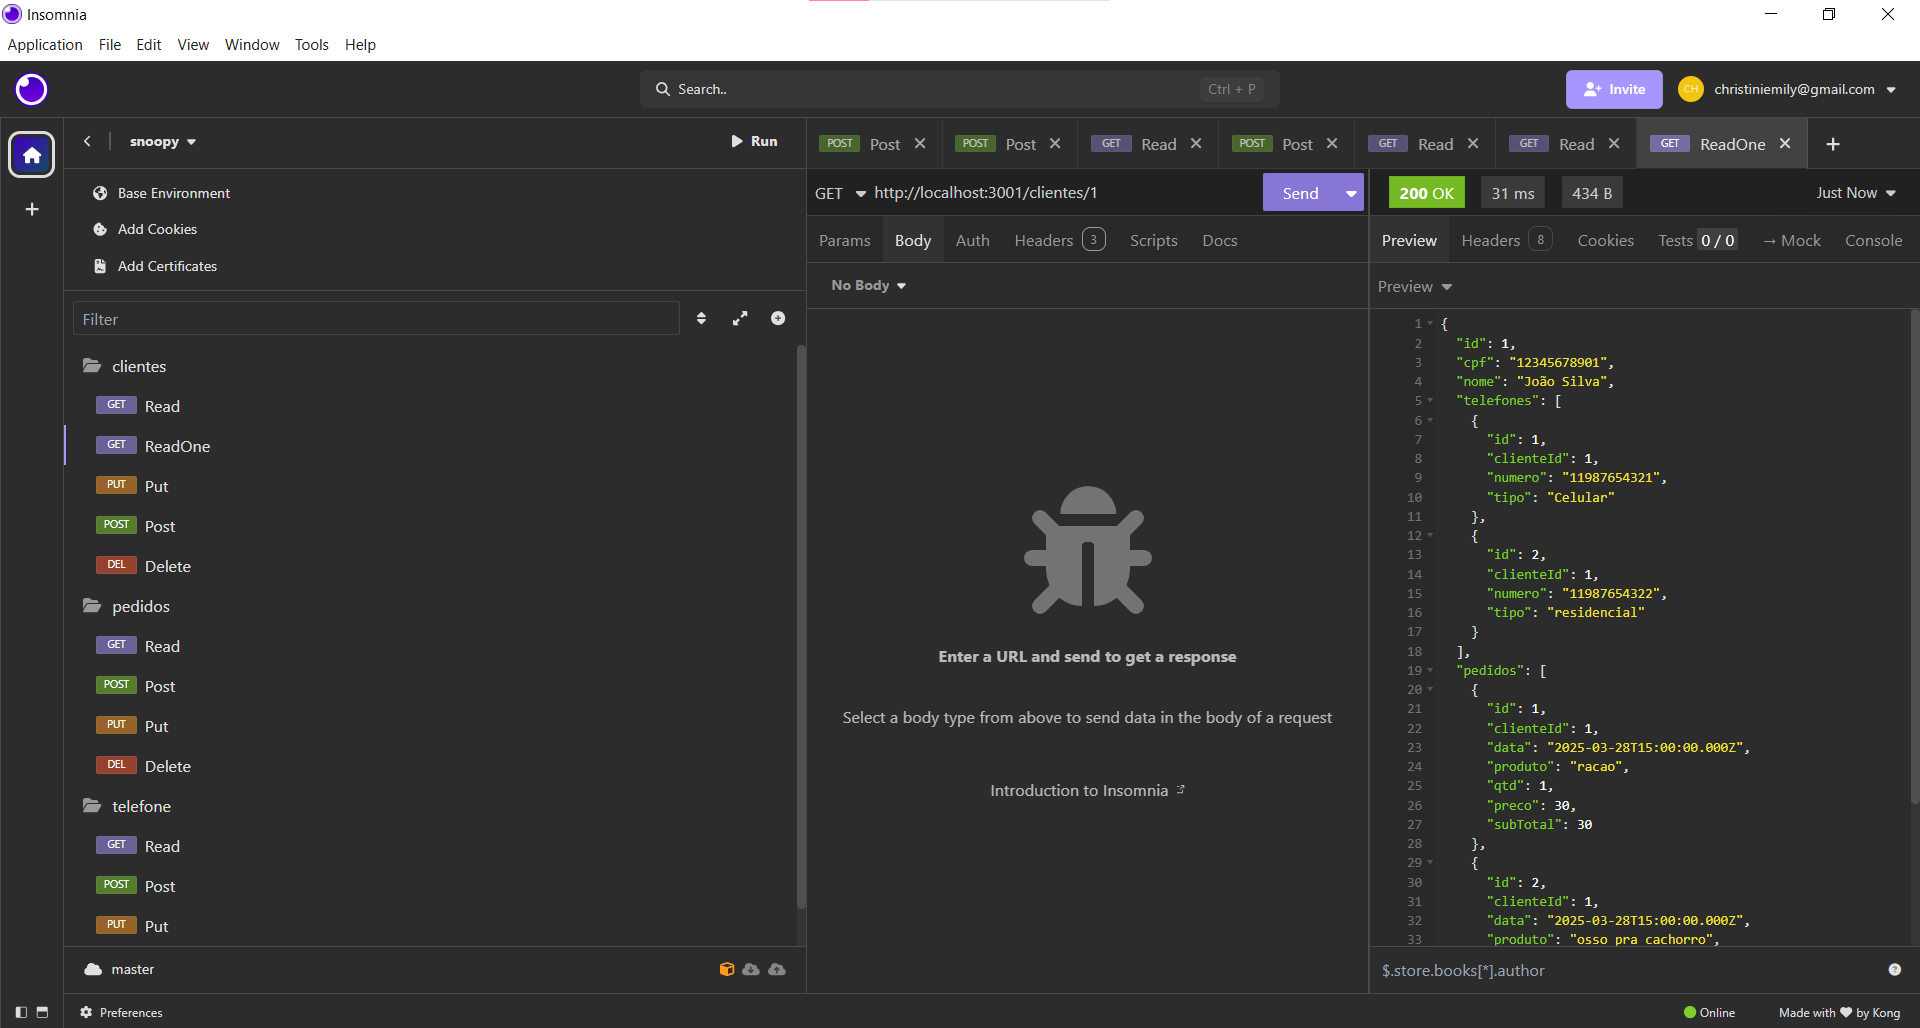 Insomnia
Application File Edit View Window Tools Help
Search.. Ctrl + P
Invite
CH christiniemily@gmail.com
snoopy
Run
POST Post
POST Post
GET Read
POST Post
GET Read
GET Read
GET ReadOne
Base Environment
Add Cookies
Add Certificates
Filter
clientes
GET Read
GET ReadOne
PUT Put
POST Post
DEL Delete
pedidos
GET Read
POST Post
PUT Put
DEL Delete
telefone
GET Read
POST Post
PUT Put
master
GET http://localhost:3001/clientes/1 Send
Params Body Auth Headers 3 Scripts Docs
No Body
Enter a URL and send to get a response
Select a body type from above to send data in the body of a request
Introduction to Insomnia
200 OK 31 ms 434 B Just Now
Preview Headers 8 Cookies Tests 0 / 0 → Mock Console
Preview
1 {
2 "id": 1,
3 "cpf": "12345678901",
4 "nome": "João Silva",
5 "telefones": [
6 {
7 "id": 1,
8 "clienteId": 1,
9 "numero": "11987654321",
10 "tipo": "Celular"
11 },
12 {
13 "id": 2,
14 "clienteId": 1,
15 "numero": "11987654322",
16 "tipo": "residencial"
17 }
18 ],
19 "pedidos": [
20 {
21 "id": 1,
22 "clienteId": 1,
23 "data": "2025-03-28T15:00:00.000Z",
24 "produto": "racao",
25 "qtd": 1,
26 "preco": 30,
27 "subTotal": 30
28 },
29 {
30 "id": 2,
31 "clienteId": 1,
32 "data": "2025-03-28T15:00:00.000Z",
33 "produto": "osso pra cachorro",
$.store.books[*].author
Preferences
Online Made with ❤ by Kong